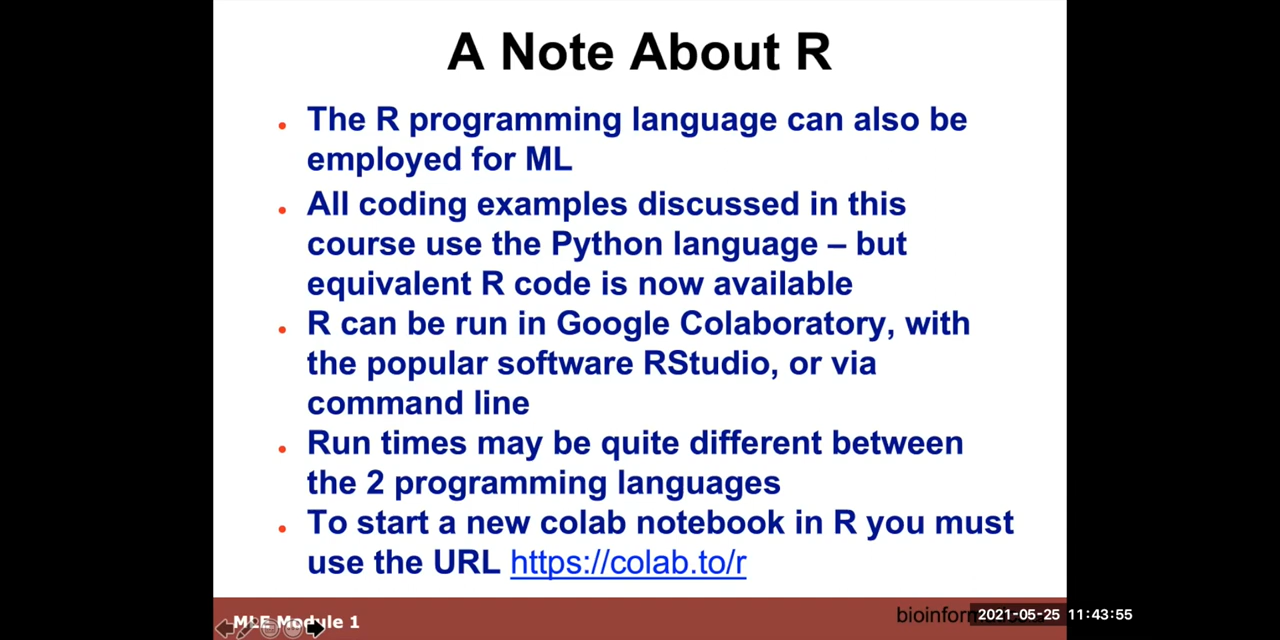 A Note About R
• The R programming language can also be
employed for ML
• All coding examples discussed in this
course use the Python language – but
equivalent R code is now available
• R can be run in Google Colaboratory, with
the popular software RStudio, or via
command line
• Run times may be quite different between
the 2 programming languages
• To start a new colab notebook in R you must
use the URL https://colab.to/r
MLE Module 1
2021-05-25 11:43:55